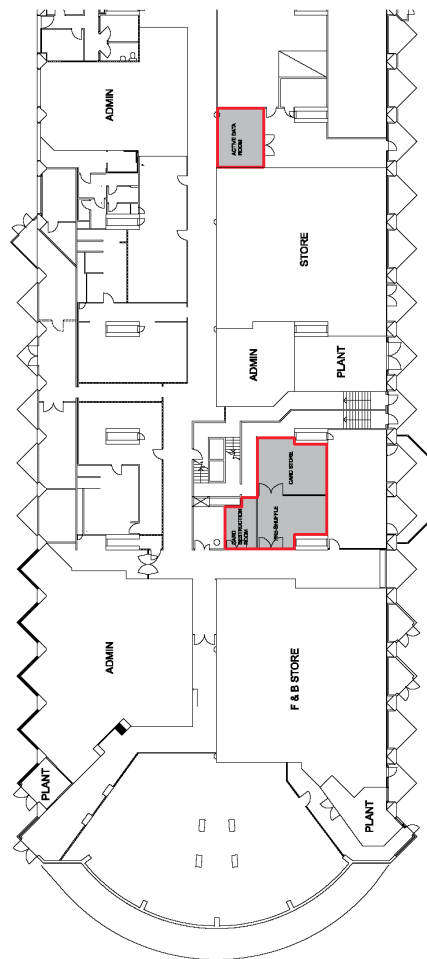 ADMIN
ACTIVE DATA
ROOM
STORE
ADMIN
PLANT
CARD STORE
PRE-SHUFFLE
CARD
DESTRUCTION
ROOM
ADMIN
F & B STORE
PLANT
PLANT